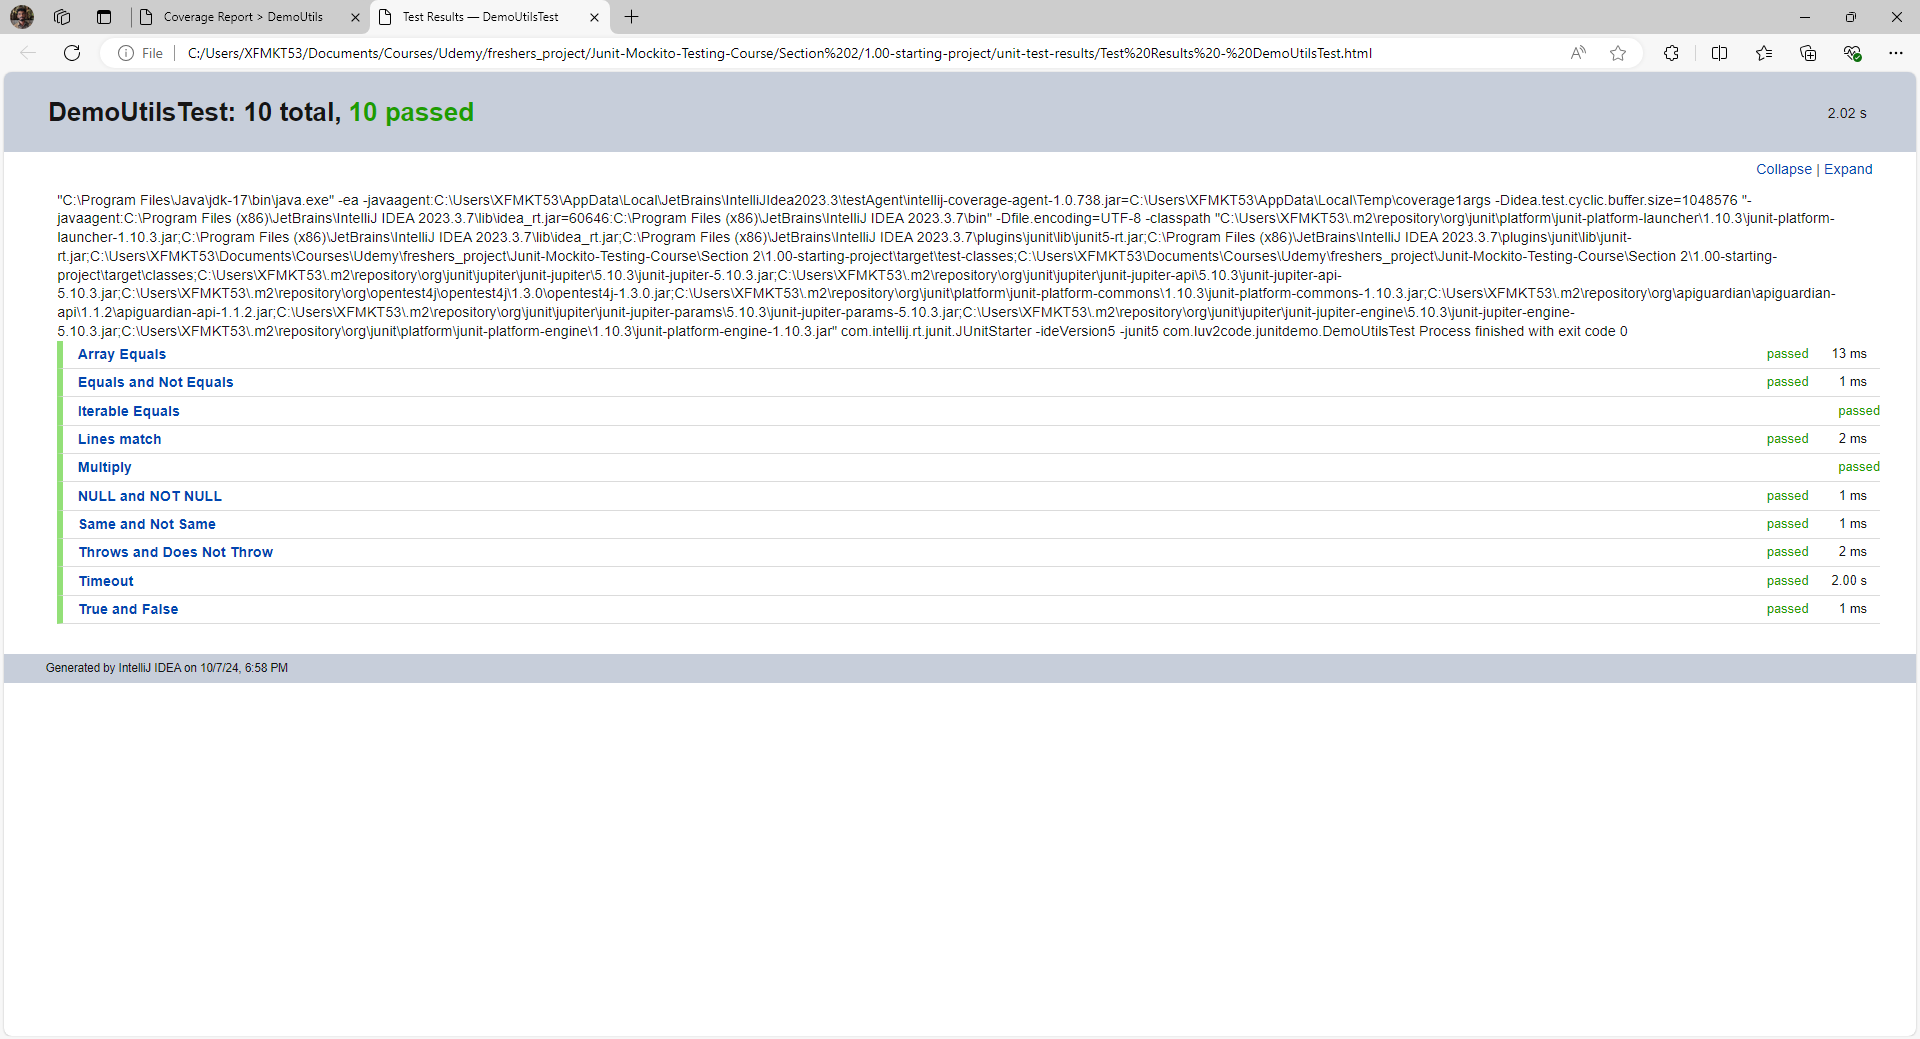 Coverage Report > DemoUtils
Test Results — DemoUtilsTest
File
C:/Users/XFMKT53/Documents/Courses/Udemy/freshers_project/Junit-Mockito-Testing-Course/Section%202/1.00-starting-project/unit-test-results/Test%20Results%20-%20DemoUtilsTest.html
DemoUtilsTest: 10 total, 10 passed
2.02 s
Collapse | Expand
"C:\Program Files\Java\jdk-17\bin\java.exe" -ea -javaagent:C:\Users\XFMKT53\AppData\Local\JetBrains\IntelliJIdea2023.3\testAgent\intellij-coverage-agent-1.0.738.jar=C:\Users\XFMKT53\AppData\Local\Temp\coverage1args -Didea.test.cyclic.buffer.size=1048576 "-
javaagent:C:\Program Files (x86)\JetBrains\IntelliJ IDEA 2023.3.7\lib\idea_rt.jar=60646:C:\Program Files (x86)\JetBrains\IntelliJ IDEA 2023.3.7\bin" -Dfile.encoding=UTF-8 -classpath "C:\Users\XFMKT53\.m2\repository\org\junit\platform\junit-platform-launcher\1.10.3\junit-platform-
launcher-1.10.3.jar;C:\Program Files (x86)\JetBrains\IntelliJ IDEA 2023.3.7\lib\idea_rt.jar;C:\Program Files (x86)\JetBrains\IntelliJ IDEA 2023.3.7\plugins\junit\lib\junit5-rt.jar;C:\Program Files (x86)\JetBrains\IntelliJ IDEA 2023.3.7\plugins\junit\lib\junit-
rt.jar;C:\Users\XFMKT53\Documents\Courses\Udemy\freshers_project\Junit-Mockito-Testing-Course\Section 2\1.00-starting-project\target\test-classes;C:\Users\XFMKT53\Documents\Courses\Udemy\freshers_project\Junit-Mockito-Testing-Course\Section 2\1.00-starting-
project\target\classes;C:\Users\XFMKT53\.m2\repository\org\junit\jupiter\junit-jupiter\5.10.3\junit-jupiter-5.10.3.jar;C:\Users\XFMKT53\.m2\repository\org\junit\jupiter\junit-jupiter-api\5.10.3\junit-jupiter-api-
5.10.3.jar;C:\Users\XFMKT53\.m2\repository\org\opentest4j\opentest4j\1.3.0\opentest4j-1.3.0.jar;C:\Users\XFMKT53\.m2\repository\org\junit\platform\junit-platform-commons\1.10.3\junit-platform-commons-1.10.3.jar;C:\Users\XFMKT53\.m2\repository\org\apiguardian\apiguardian-
api\1.1.2\apiguardian-api-1.1.2.jar;C:\Users\XFMKT53\.m2\repository\org\junit\jupiter\junit-jupiter-params\5.10.3\junit-jupiter-params-5.10.3.jar;C:\Users\XFMKT53\.m2\repository\org\junit\jupiter\junit-jupiter-engine\5.10.3\junit-jupiter-engine-
5.10.3.jar;C:\Users\XFMKT53\.m2\repository\org\junit\platform\junit-platform-engine\1.10.3\junit-platform-engine-1.10.3.jar" com.intellij.rt.junit.JUnitStarter -ideVersion5 -junit5 com.luv2code.junitdemo.DemoUtilsTest Process finished with exit code 0
Array Equals passed 13 ms
Equals and Not Equals passed 1 ms
Iterable Equals passed
Lines match passed 2 ms
Multiply passed
NULL and NOT NULL passed 1 ms
Same and Not Same passed 1 ms
Throws and Does Not Throw passed 2 ms
Timeout passed 2.00 s
True and False passed 1 ms
Generated by IntelliJ IDEA on 10/7/24, 6:58 PM